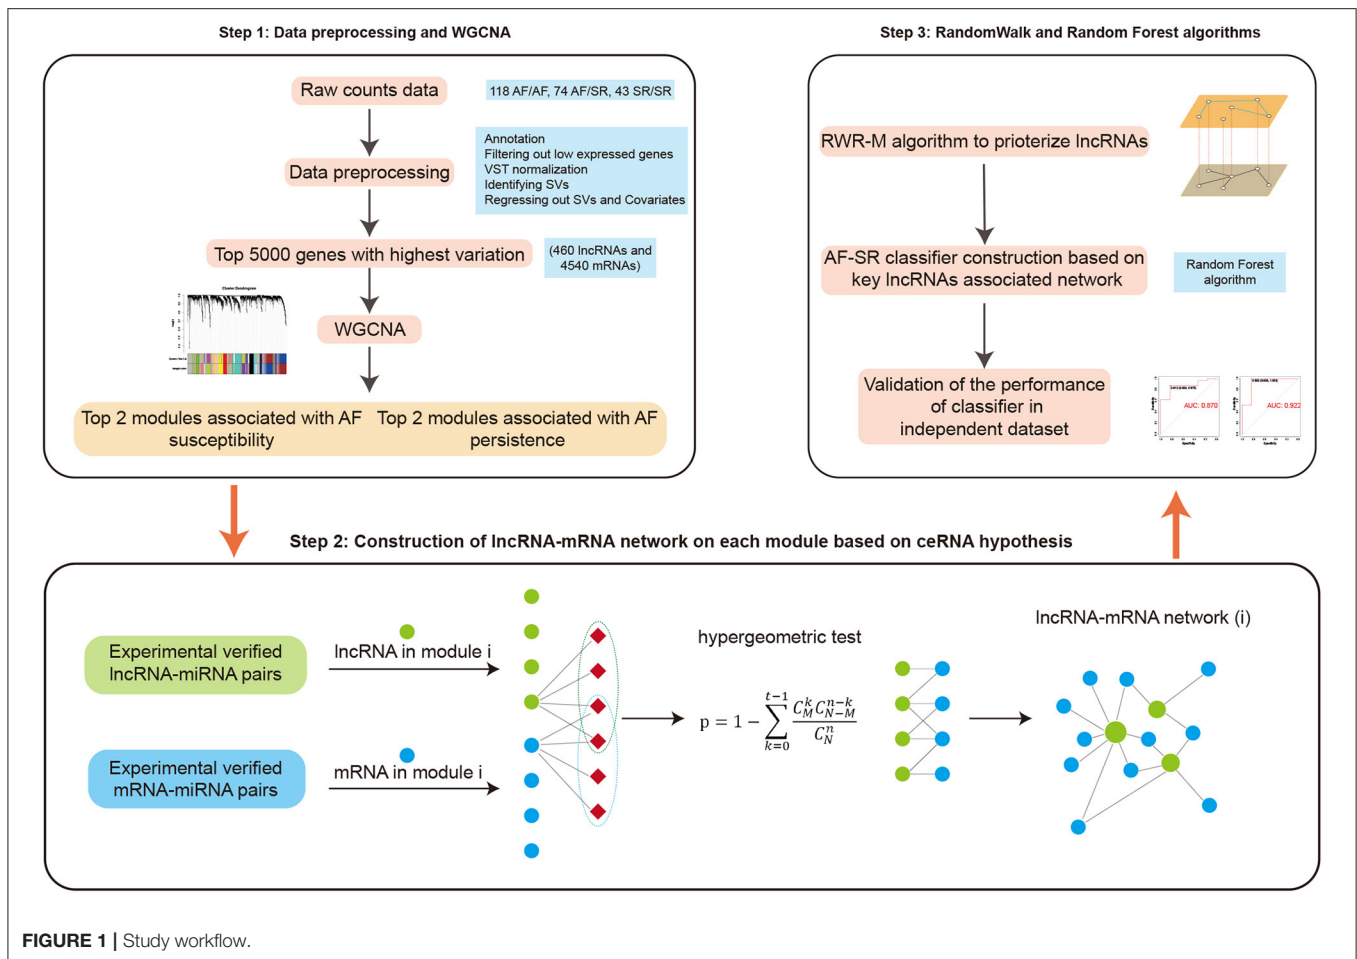 Step 1: Data preprocessing and WGCNA
Raw counts data
118 AF/AF, 74 AF/SR, 43 SR/SR
Data preprocessing
Annotation
Filtering out low expressed genes
VST normalization
Identifying SVs
Regressing out SVs and Covariates
Top 5000 genes with highest variation
(460 lncRNAs and
4540 mRNAs)
Cluster Dendrogram
WGCNA
Top 2 modules associated with AF
susceptibility
Top 2 modules associated with AF
persistence
Step 3: RandomWalk and Random Forest algorithms
RWR-M algorithm to prioterize lncRNAs
AF-SR classifier construction based on
key lncRNAs associated network
Random Forest
algorithm
Validation of the performance
of classifier in
independent dataset
AUC: 0.870
AUC: 0.922
Step 2: Construction of lncRNA-mRNA network on each module based on ceRNA hypothesis
Experimental verified
lncRNA-miRNA pairs
lncRNA in module i
Experimental verified
mRNA-miRNA pairs
mRNA in module i
hypergeometric test
p = 1 − ∑_{k=0}^{t−1} C_M^k C_{N−M}^{n−k} / C_N^n
lncRNA-mRNA network (i)
FIGURE 1 | Study workflow.